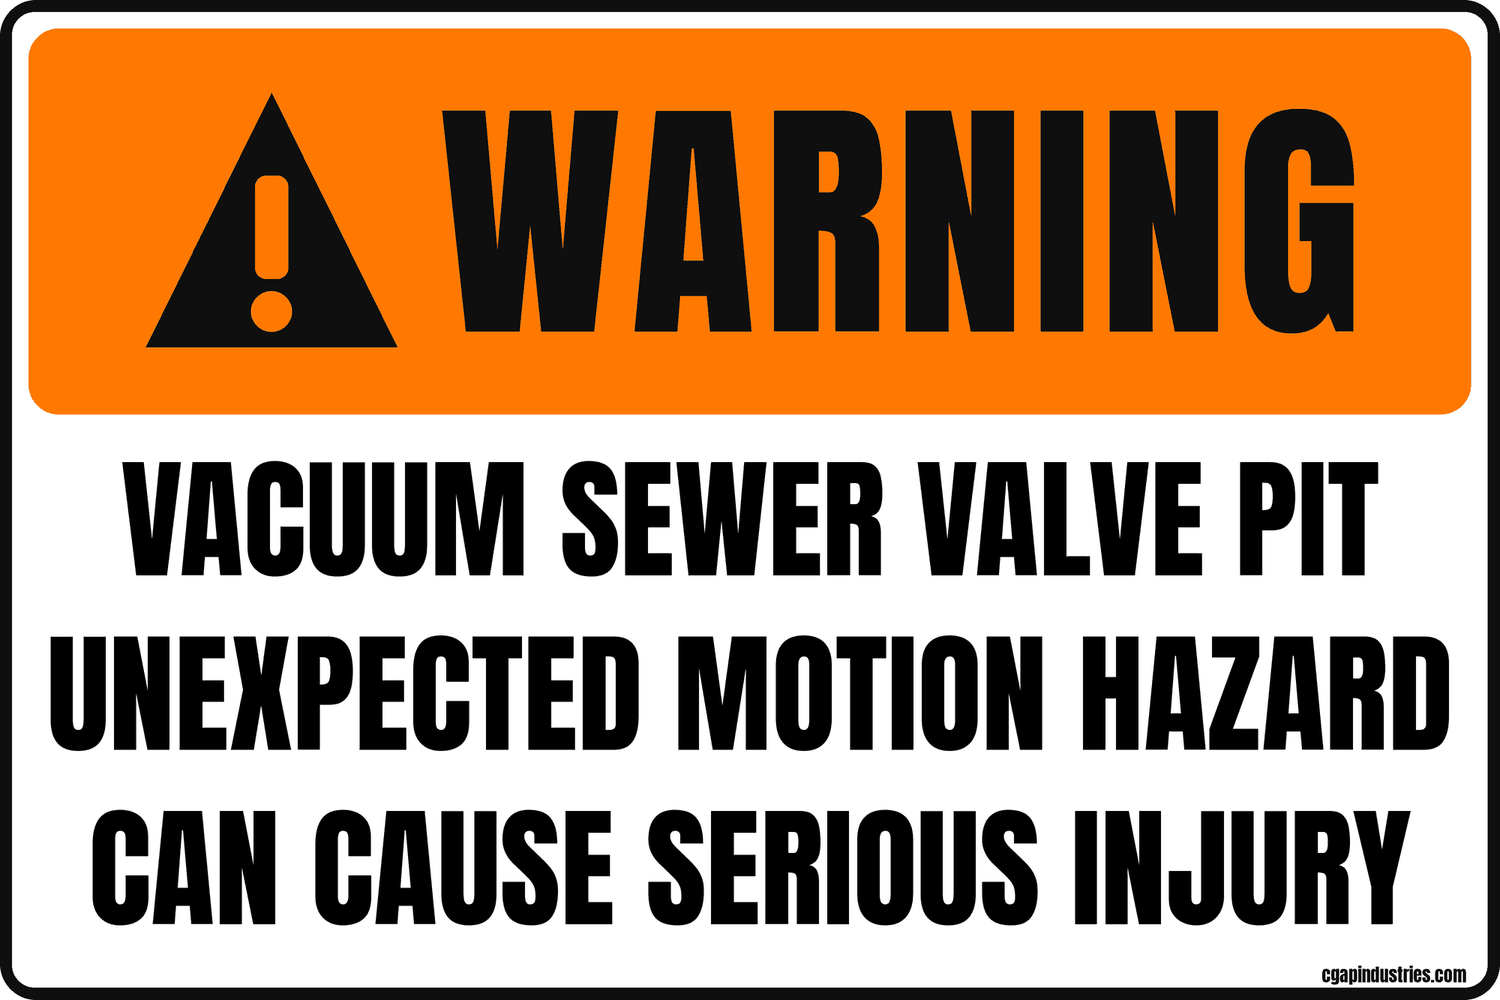 WARNING
VACUUM SEWER VALVE PIT
UNEXPECTED MOTION HAZARD
CAN CAUSE SERIOUS INJURY
cgapindustries.com